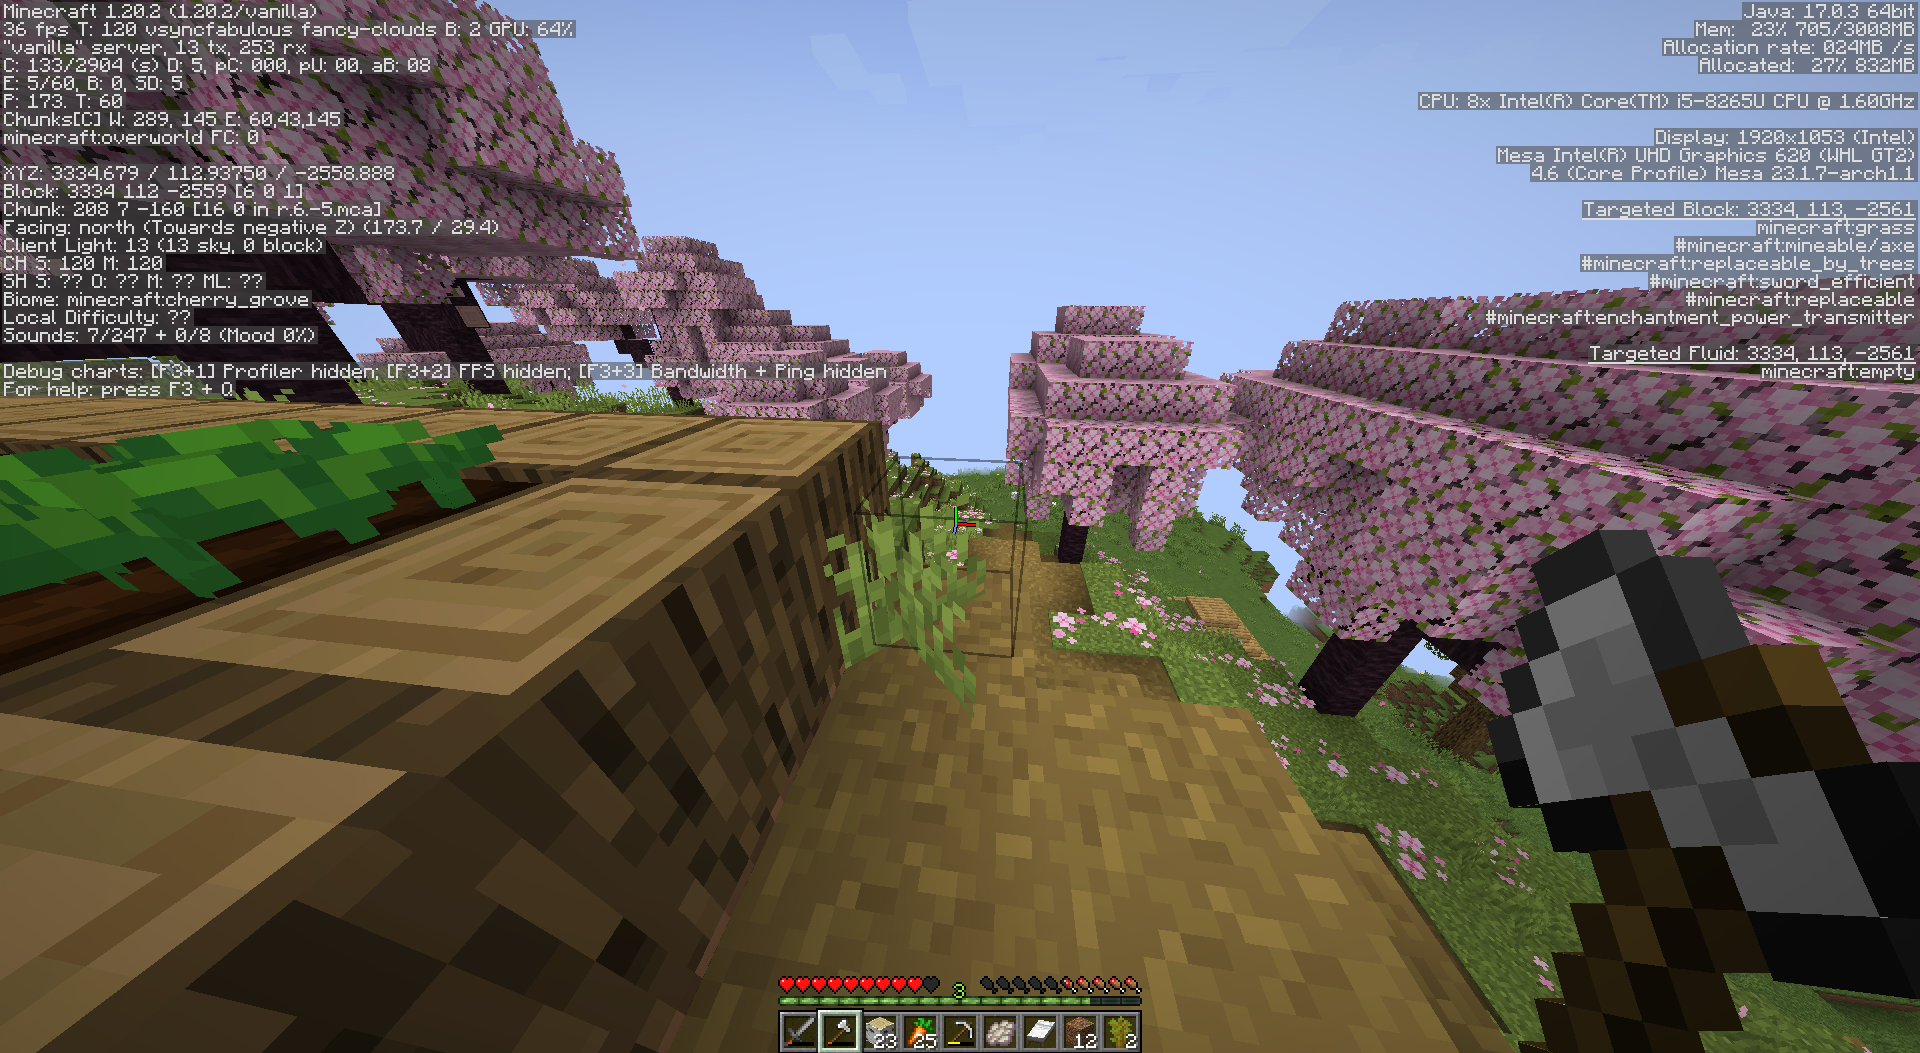 Minecraft 1.20.2 (1.20.2/vanilla)
36 fps T: 120 vsyncfabulous fancy-clouds B: 2 GPU: 64%
"vanilla" server, 13 tx, 253 rx
C: 133/2904 (s) D: 5, pC: 000, pU: 00, aB: 08
E: 5/60, B: 0, SD: 5
P: 173. T: 60
Chunks[C] W: 289, 145 E: 60,43,145
minecraft:overworld FC: 0
XYZ: 3334.679 / 112.93750 / -2558.888
Block: 3334 112 -2559 [6 0 1]
Chunk: 208 7 -160 [16 0 in r.6.-5.mca]
Facing: north (Towards negative Z) (173.7 / 29.4)
Client Light: 13 (13 sky, 0 block)
CH S: 120 M: 120
SH S: ?? O: ?? M: ?? ML: ??
Biome: minecraft:cherry_grove
Local Difficulty: ??
Sounds: 7/247 + 0/8 (Mood 0%)
Debug charts: [F3+1] Profiler hidden; [F3+2] FPS hidden; [F3+3] Bandwidth + Ping hidden
For help: press F3 + Q
Java: 17.0.3 64bit
Mem: 23% 705/3008MB
Allocation rate: 024MB /s
Allocated: 27% 832MB
CPU: 8x Intel(R) Core(TM) i5-8265U CPU @ 1.60GHz
Display: 1920x1053 (Intel)
Mesa Intel(R) UHD Graphics 620 (WHL GT2)
4.6 (Core Profile) Mesa 23.1.7-arch1.1
Targeted Block: 3334, 113, -2561
minecraft:grass
#minecraft:mineable/axe
#minecraft:replaceable_by_trees
#minecraft:sword_efficient
#minecraft:replaceable
#minecraft:enchantment_power_transmitter
Targeted Fluid: 3334, 113, -2561
minecraft:empty
3
23 25 12 2